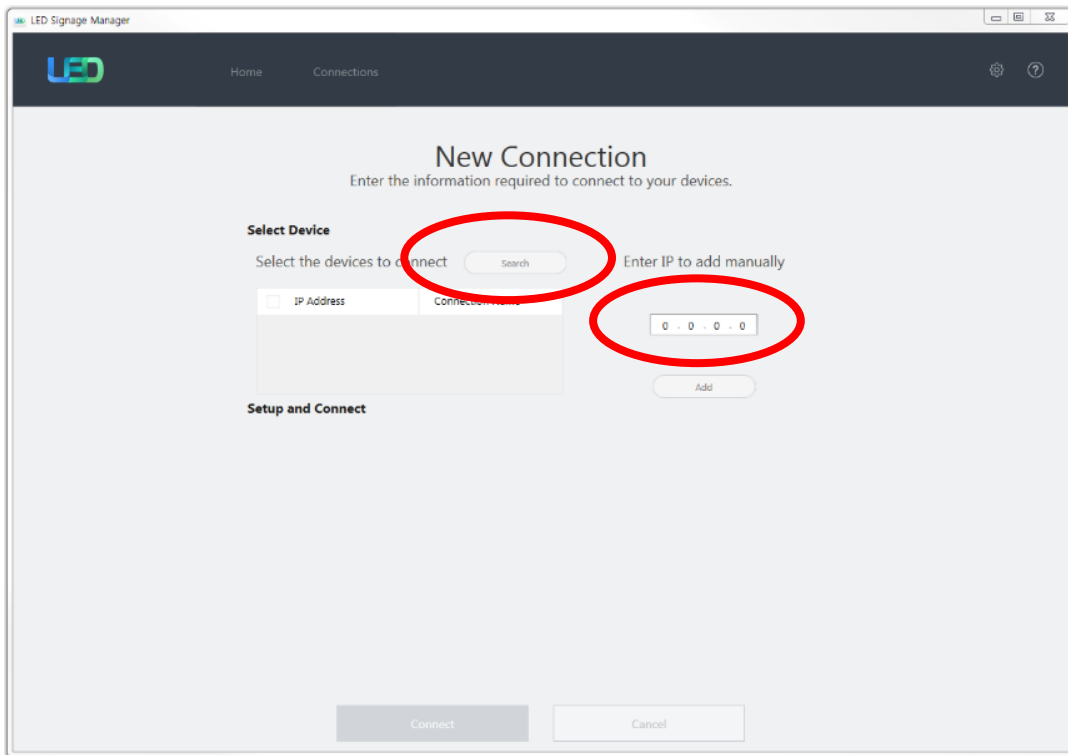 LED Signage Manager
LED
Home Connections
New Connection
Enter the information required to connect to your devices.
Select Device
Select the devices to connect Search Enter IP to add manually
IP Address Connection Name
0 . 0 . 0 . 0
Add
Setup and Connect
Connect Cancel